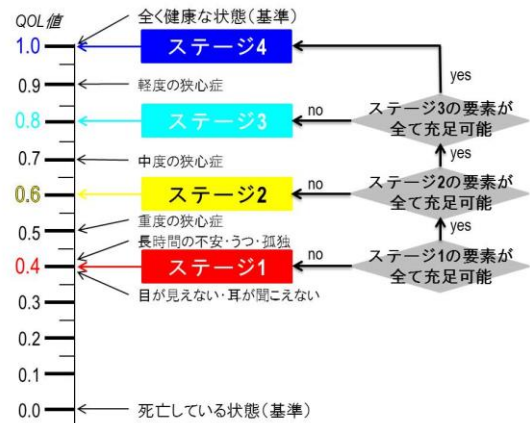 QOL値
全く健康な状態(基準)
1.0
ステージ4
yes
0.9
軽度の狭心症
ステージ3の要素が
全て充足可能
0.8
ステージ3
no
yes
0.7
中度の狭心症
ステージ2の要素が
全て充足可能
0.6
ステージ2
no
yes
0.5
重度の狭心症
長時間の不安・うつ・孤独
ステージ1の要素が
全て充足可能
0.4
ステージ1
no
目が見えない・耳が聞こえない
0.3
0.2
0.1
0.0
死亡している状態(基準)